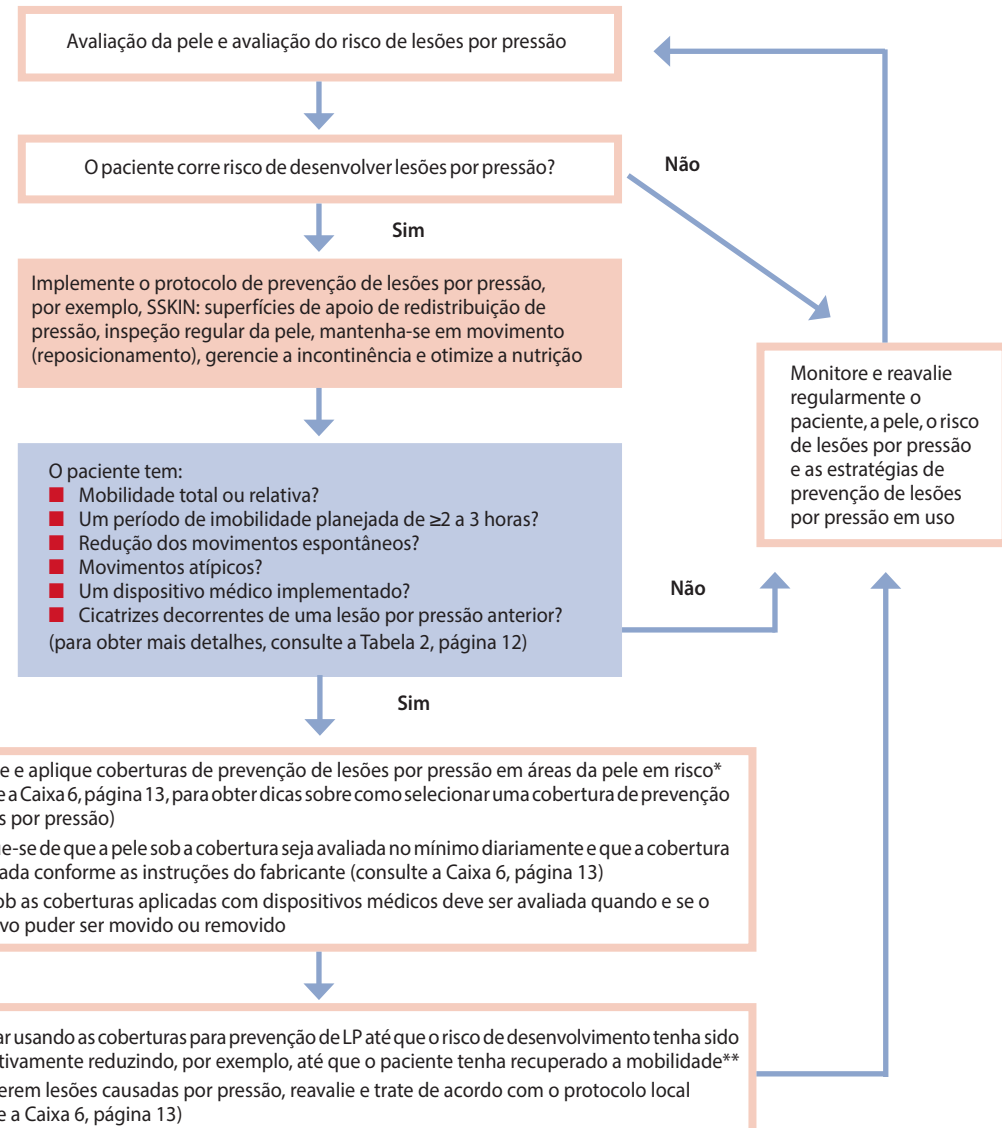 Avaliação da pele e avaliação do risco de lesões por pressão
O paciente corre risco de desenvolver lesões por pressão?
Não
Sim
Implemente o protocolo de prevenção de lesões por pressão,
por exemplo, SSKIN: superfícies de apoio de redistribuição de
pressão, inspeção regular da pele, mantenha-se em movimento
(reposicionamento), gerencie a incontinência e otimize a nutrição
Monitore e reavalie
regularmente o
paciente, a pele, o risco
de lesões por pressão
e as estratégias de
prevenção de lesões
por pressão em uso
O paciente tem:
Mobilidade total ou relativa?
Um período de imobilidade planejada de ≥2 a 3 horas?
Redução dos movimentos espontâneos?
Movimentos atípicos?
Um dispositivo médico implementado?
Cicatrizes decorrentes de uma lesão por pressão anterior?
(para obter mais detalhes, consulte a Tabela 2, página 12)
Não
Sim
e e aplique coberturas de prevenção de lesões por pressão em áreas da pele em risco*
e a Caixa 6, página 13, para obter dicas sobre como selecionar uma cobertura de prevenção
s por pressão)
ue-se de que a pele sob a cobertura seja avaliada no mínimo diariamente e que a cobertura
ada conforme as instruções do fabricante (consulte a Caixa 6, página 13)
ob as coberturas aplicadas com dispositivos médicos deve ser avaliada quando e se o
vo puder ser movido ou removido
ar usando as coberturas para prevenção de LP até que o risco de desenvolvimento tenha sido
ativamente reduzindo, por exemplo, até que o paciente tenha recuperado a mobilidade**
erem lesões causadas por pressão, reavalie e trate de acordo com o protocolo local
e a Caixa 6, página 13)